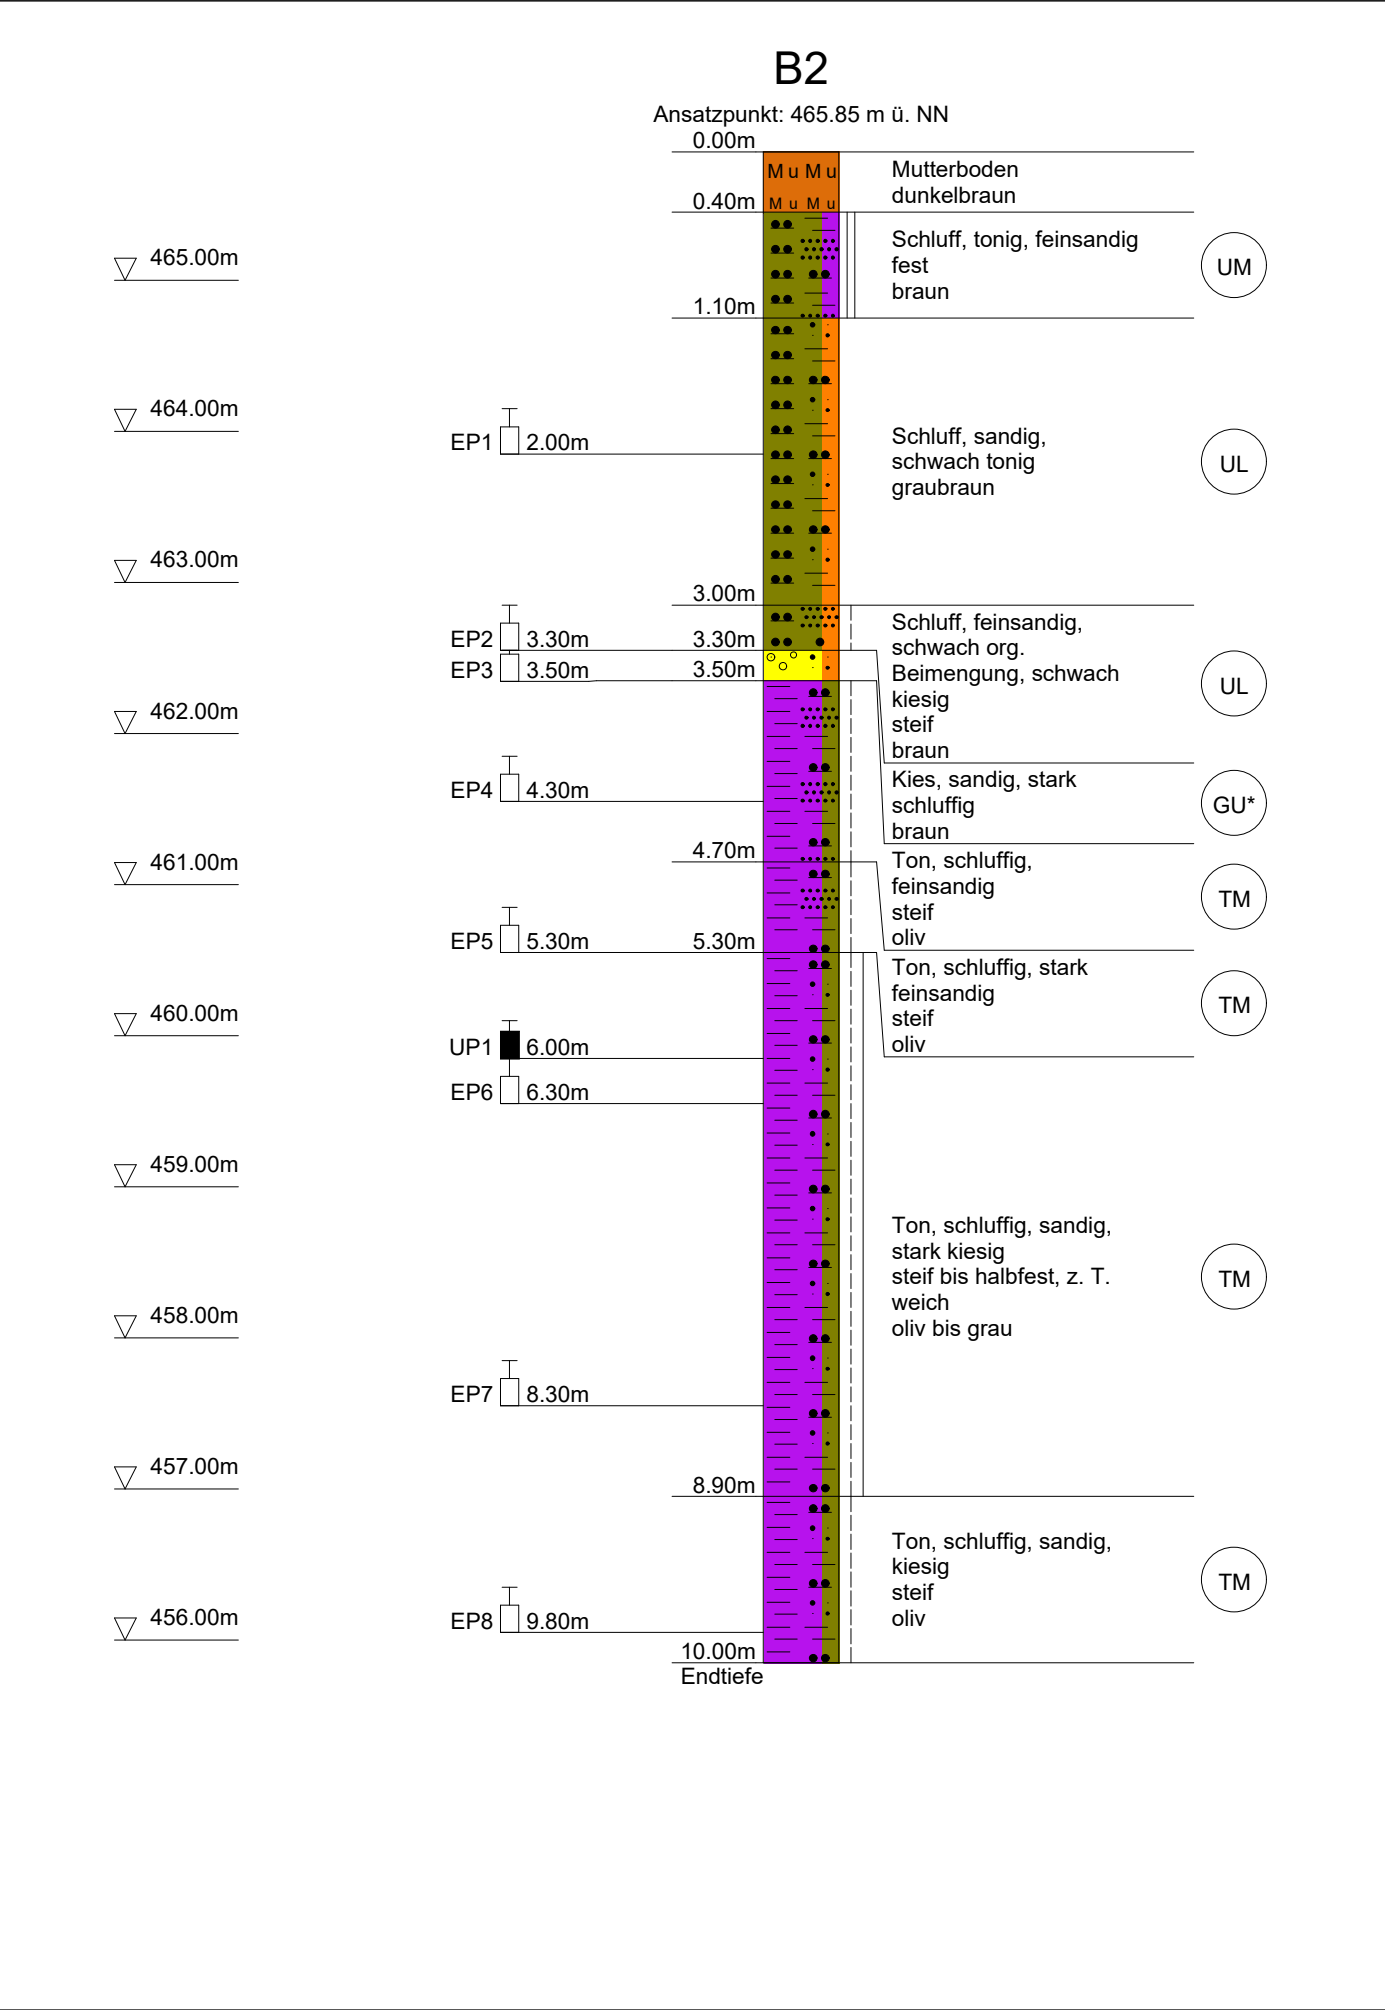 B2
Ansatzpunkt: 465.85 m ü. NN
0.00m
Mu Mu
Mutterboden
dunkelbraun
0.40m
Mu Mu
Schluff, tonig, feinsandig
fest
braun
UM
465.00m
1.10m
464.00m
EP1 2.00m
Schluff, sandig,
schwach tonig
graubraun
UL
463.00m
3.00m
EP2 3.30m
3.30m
EP3 3.50m
3.50m
Schluff, feinsandig,
schwach org.
Beimengung, schwach
kiesig
steif
braun
UL
462.00m
Kies, sandig, stark
schluffig
braun
GU*
EP4 4.30m
4.70m
461.00m
Ton, schluffig,
feinsandig
steif
oliv
TM
EP5 5.30m
5.30m
Ton, schluffig, stark
feinsandig
steif
oliv
TM
460.00m
UP1 6.00m
EP6 6.30m
459.00m
Ton, schluffig, sandig,
stark kiesig
steif bis halbfest, z. T.
weich
oliv bis grau
TM
458.00m
EP7 8.30m
457.00m
8.90m
Ton, schluffig, sandig,
kiesig
steif
oliv
TM
456.00m
EP8 9.80m
10.00m
Endtiefe